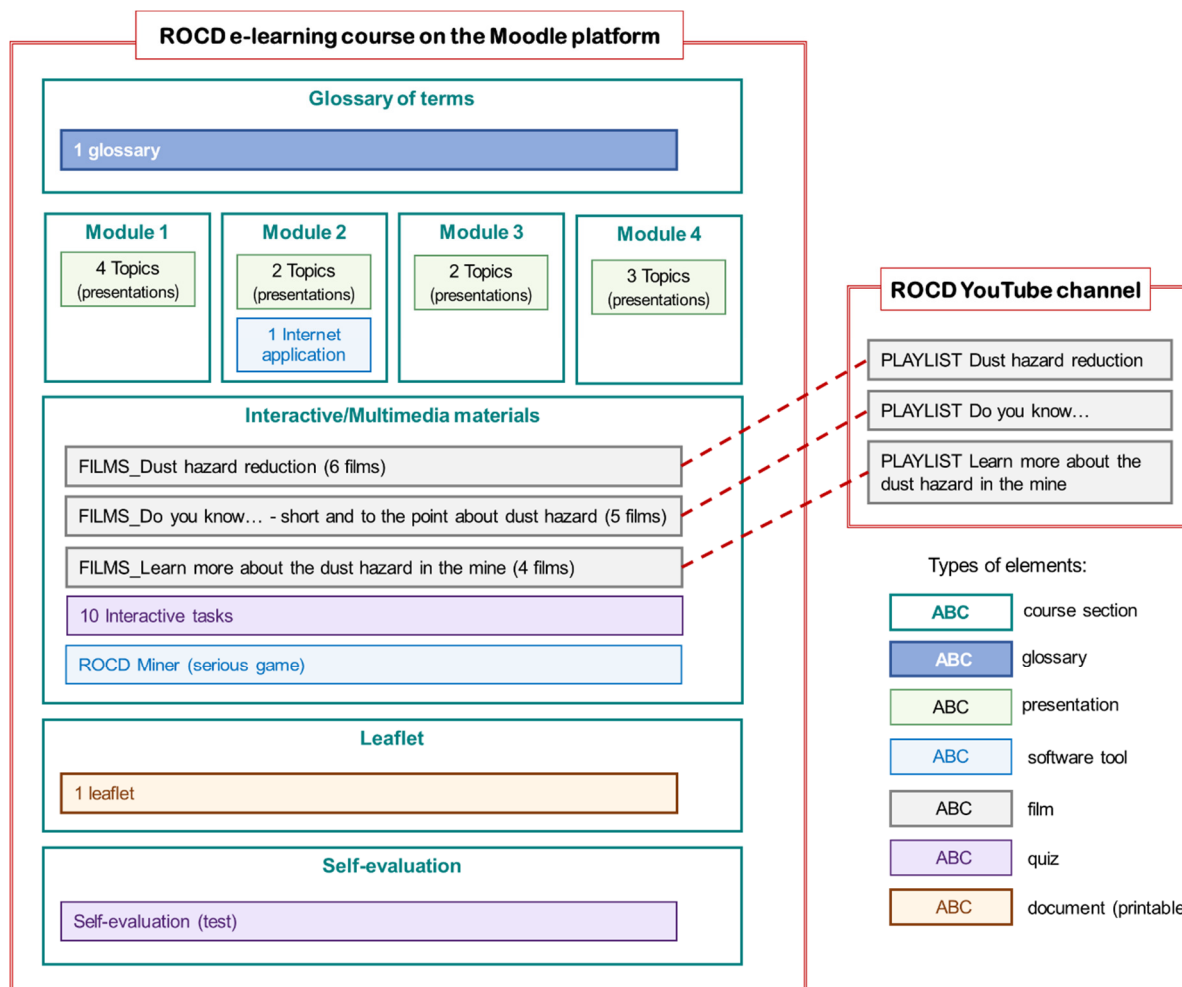 ROCD e-learning course on the Moodle platform
Glossary of terms
1 glossary
Module 1
4 Topics
(presentations)
Module 2
2 Topics
(presentations)
1 Internet
application
Module 3
2 Topics
(presentations)
Module 4
3 Topics
(presentations)
Interactive/Multimedia materials
FILMS_Dust hazard reduction (6 films)
FILMS_Do you know… - short and to the point about dust hazard (5 films)
FILMS_Learn more about the dust hazard in the mine (4 films)
10 Interactive tasks
ROCD Miner (serious game)
Leaflet
1 leaflet
Self-evaluation
Self-evaluation (test)
ROCD YouTube channel
PLAYLIST Dust hazard reduction
PLAYLIST Do you know…
PLAYLIST Learn more about the
dust hazard in the mine
Types of elements:
ABC course section
ABC glossary
ABC presentation
ABC software tool
ABC film
ABC quiz
ABC document (printable